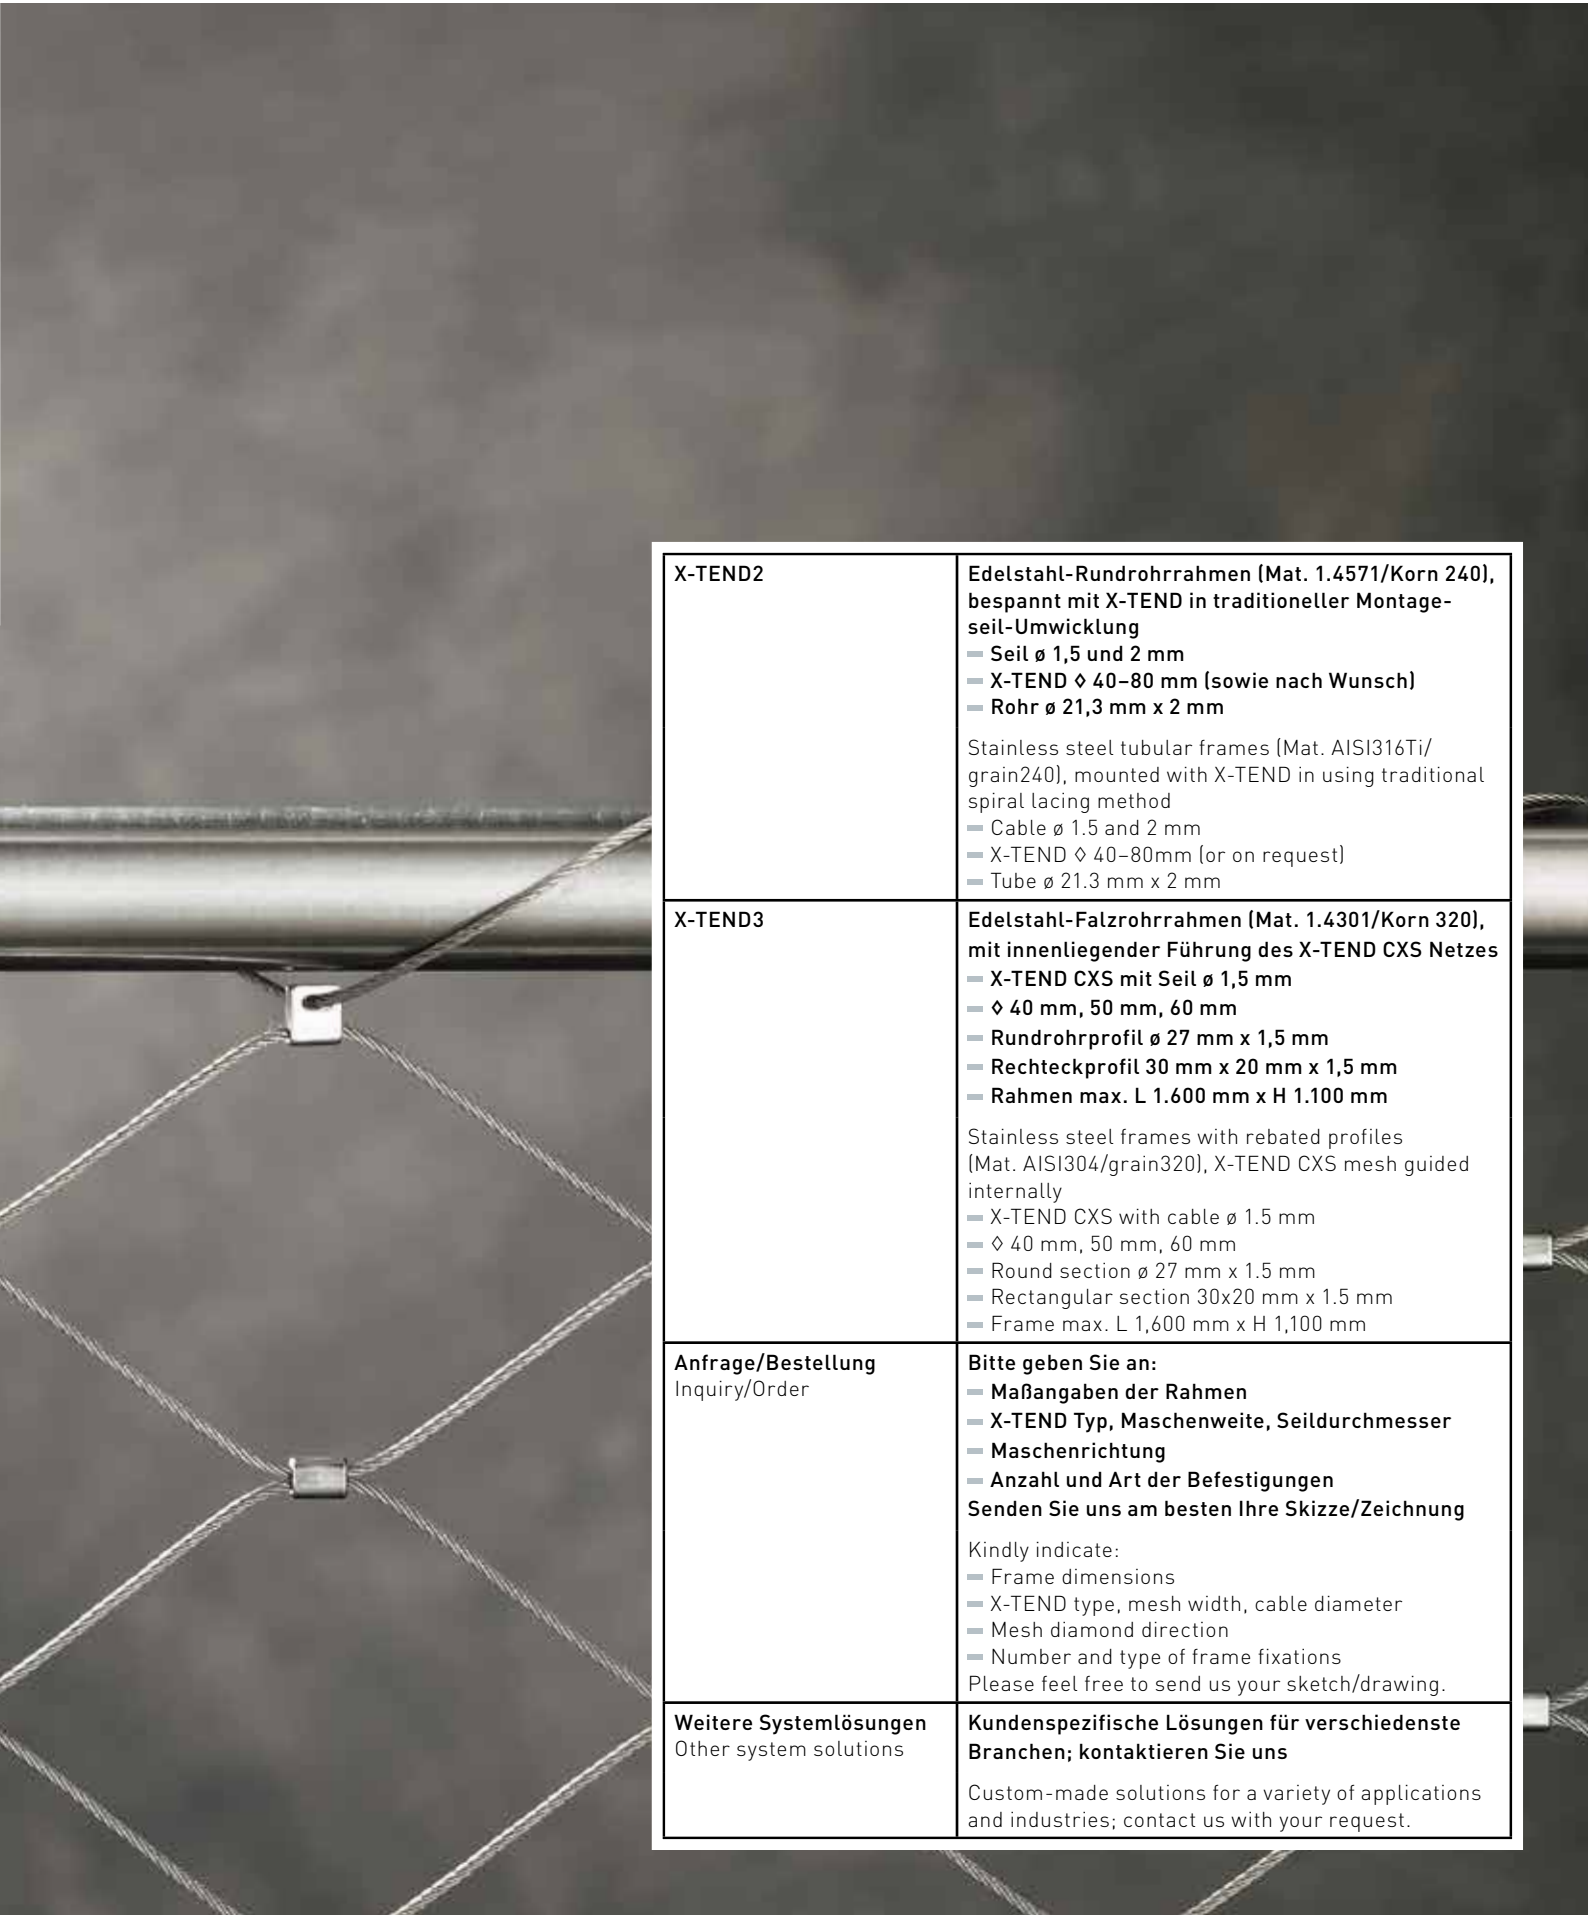 X-TEND2
Edelstahl-Rundrohrrahmen (Mat. 1.4571/Korn 240),
bespannt mit X-TEND in traditioneller Montage-
seil-Umwicklung
Seil ø 1,5 und 2 mm
X-TEND ◊ 40–80 mm (sowie nach Wunsch)
Rohr ø 21,3 mm x 2 mm
Stainless steel tubular frames (Mat. AISI316Ti/
grain240), mounted with X-TEND in using traditional
spiral lacing method
Cable ø 1.5 and 2 mm
X-TEND ◊ 40–80mm (or on request)
Tube ø 21.3 mm x 2 mm
X-TEND3
Edelstahl-Falzrohrrahmen (Mat. 1.4301/Korn 320),
mit innenliegender Führung des X-TEND CXS Netzes
X-TEND CXS mit Seil ø 1,5 mm
◊ 40 mm, 50 mm, 60 mm
Rundrohrprofil ø 27 mm x 1,5 mm
Rechteckprofil 30 mm x 20 mm x 1,5 mm
Rahmen max. L 1.600 mm x H 1.100 mm
Stainless steel frames with rebated profiles
(Mat. AISI304/grain320), X-TEND CXS mesh guided
internally
X-TEND CXS with cable ø 1.5 mm
◊ 40 mm, 50 mm, 60 mm
Round section ø 27 mm x 1.5 mm
Rectangular section 30x20 mm x 1.5 mm
Frame max. L 1,600 mm x H 1,100 mm
Anfrage/Bestellung
Inquiry/Order
Bitte geben Sie an:
Maßangaben der Rahmen
X-TEND Typ, Maschenweite, Seildurchmesser
Maschenrichtung
Anzahl und Art der Befestigungen
Senden Sie uns am besten Ihre Skizze/Zeichnung
Kindly indicate:
Frame dimensions
X-TEND type, mesh width, cable diameter
Mesh diamond direction
Number and type of frame fixations
Please feel free to send us your sketch/drawing.
Weitere Systemlösungen
Other system solutions
Kundenspezifische Lösungen für verschiedenste
Branchen; kontaktieren Sie uns
Custom-made solutions for a variety of applications
and industries; contact us with your request.